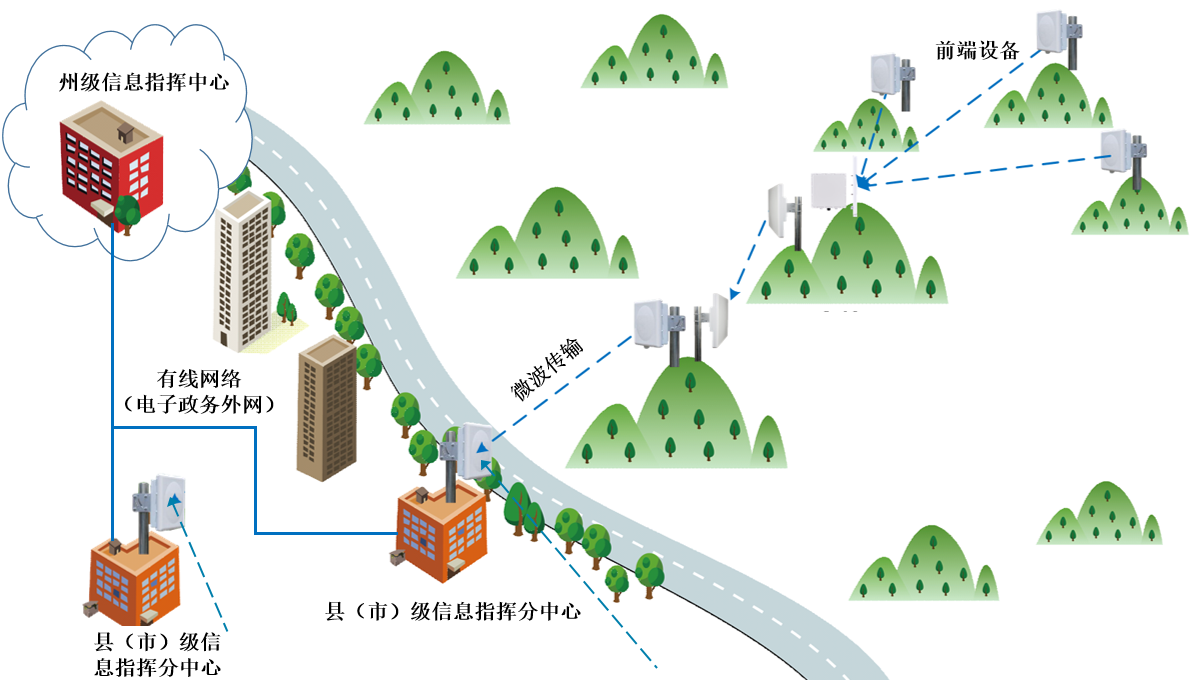 州级信息指挥中心
前端设备
微波传输
有线网络
（电子政务外网）
县（市）级信息指挥分中心
县（市）级信
息指挥分中心